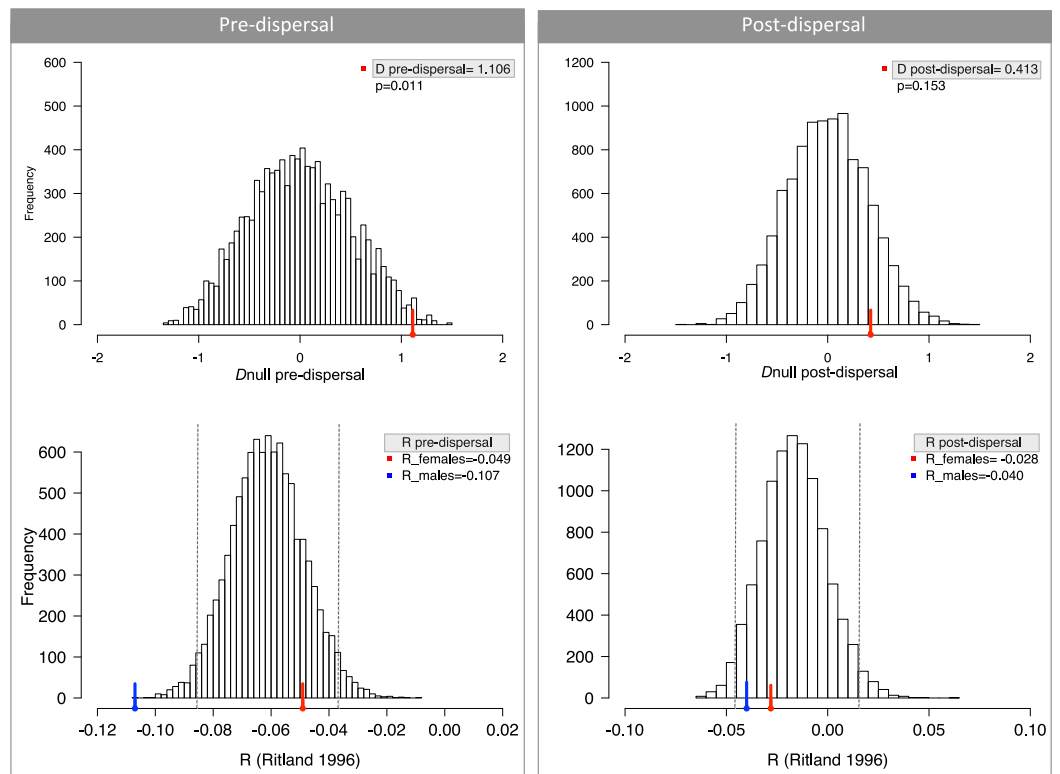 Pre-dispersal
600
500
400
300
200
100
0
Frequency
D pre-dispersal= 1.106
p=0.011
-2 -1 0 1 2
Dnull pre-dispersal
600
500
400
300
200
100
0
Frequency
R pre-dispersal
R_females=-0.049
R_males=-0.107
-0.12 -0.10 -0.08 -0.06 -0.04 -0.02 0.00 0.02
R (Ritland 1996)
Post-dispersal
1200
1000
800
600
400
200
0
D post-dispersal= 0.413
p=0.153
-2 -1 0 1 2
Dnull post-dispersal
1200
1000
800
600
400
200
0
R post-dispersal
R_females= -0.028
R_males=-0.040
-0.10 -0.05 0.00 0.05 0.10
R (Ritland 1996)